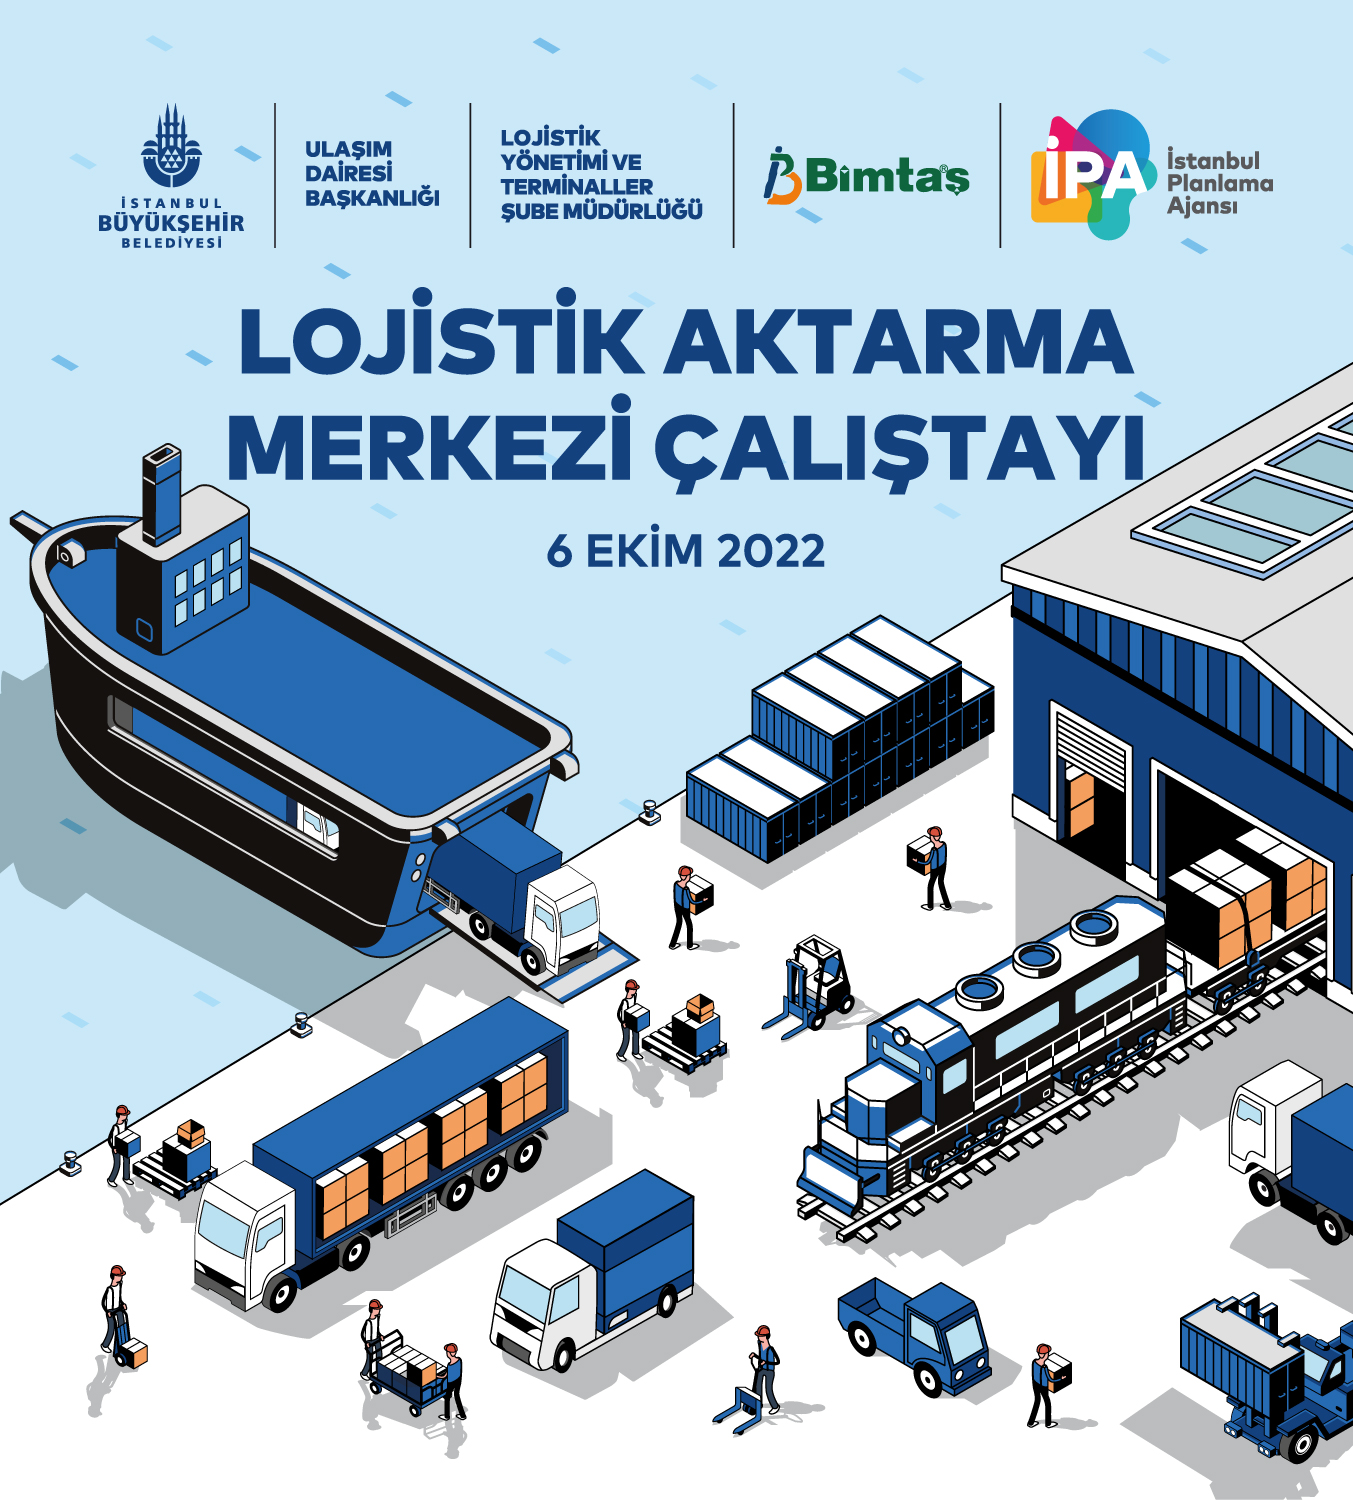 İSTANBUL
BÜYÜKŞEHİR
BELEDİYESİ
ULAŞIM
DAİRESİ
BAŞKANLIĞI
LOJİSTİK
YÖNETİMİ VE
TERMİNALLER
ŞUBE MÜDÜRLÜĞÜ
Bimtaş®
İPA
İstanbul
Planlama
Ajansı
LOJİSTİK AKTARMA
MERKEZİ ÇALIŞTAYI
6 EKİM 2022